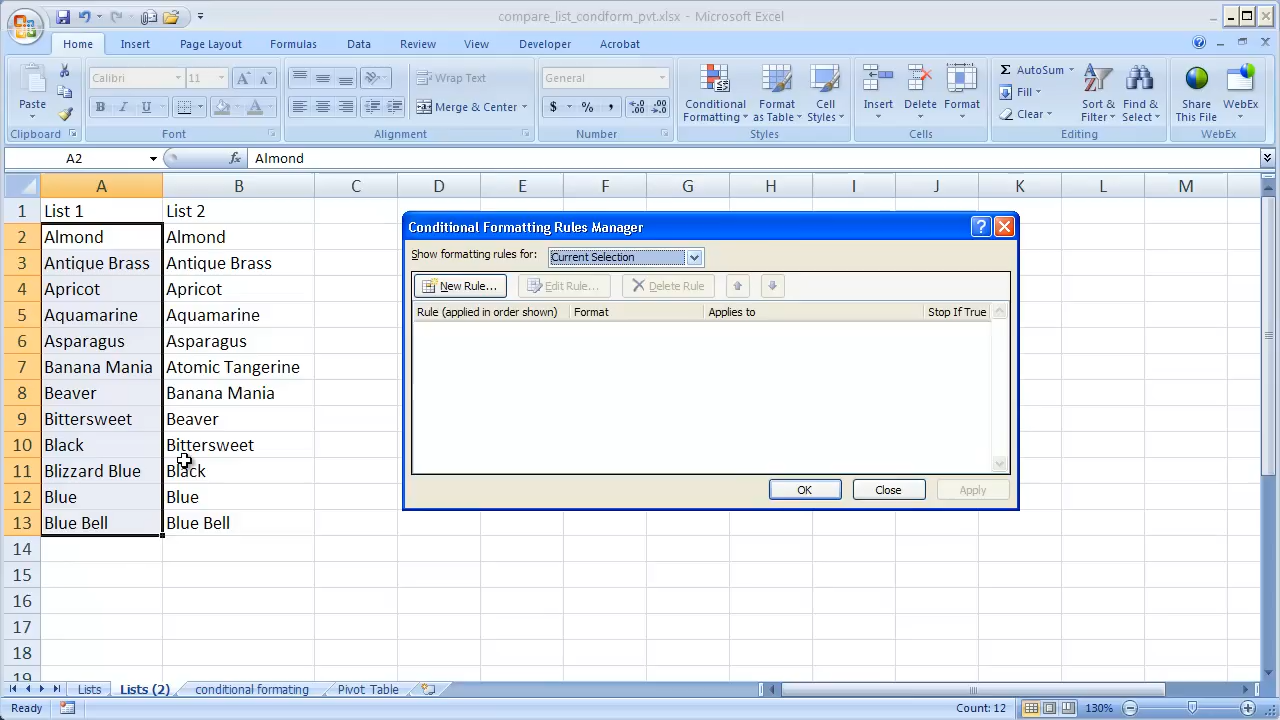 compare_list_condform_pvt.xlsx - Microsoft Excel
Home Insert Page Layout Formulas Data Review View Developer Acrobat
Calibri 11 A A Wrap Text General AutoSum
Paste Conditional Formatting Format as Table Cell Styles Insert Delete Format Fill Sort & Filter Find & Select Share This File WebEx
B I U A Merge & Center $ % , Clear
Clipboard Font Alignment Number Styles Cells Editing WebEx
A2 fx Almond
A B C D E F G H I J K L M
1 List 1 List 2
2 Almond Almond
3 Antique Brass Antique Brass
4 Apricot Apricot
5 Aquamarine Aquamarine
6 Asparagus Asparagus
7 Banana Mania Atomic Tangerine
8 Beaver Banana Mania
9 Bittersweet Beaver
10 Black Bittersweet
11 Blizzard Blue Black
12 Blue Blue
13 Blue Bell Blue Bell
14
15
16
17
18
19
Conditional Formatting Rules Manager
Show formatting rules for: Current Selection
New Rule... Edit Rule... Delete Rule
Rule (applied in order shown) Format Applies to Stop If True
OK Close Apply
Lists Lists (2) conditional formating Pivot Table
Ready Count: 12 130%